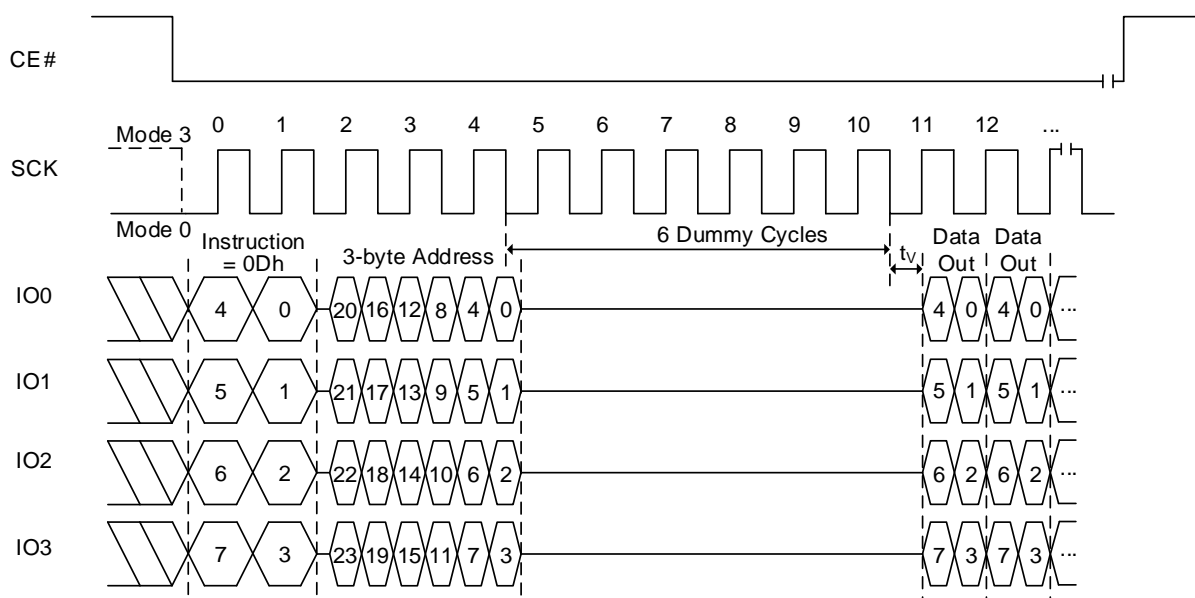 CE#
Mode 3 0 1 2 3 4 5 6 7 8 9 10 11 12 ...
SCK
Mode 0
Instruction = 0Dh
3-byte Address
6 Dummy Cycles
tV
Data Out
Data Out
IO0 4 0 20 16 12 8 4 0 4 0 4 0 ...
IO1 5 1 21 17 13 9 5 1 5 1 5 1 ...
IO2 6 2 22 18 14 10 6 2 6 2 6 2 ...
IO3 7 3 23 19 15 11 7 3 7 3 7 3 ...